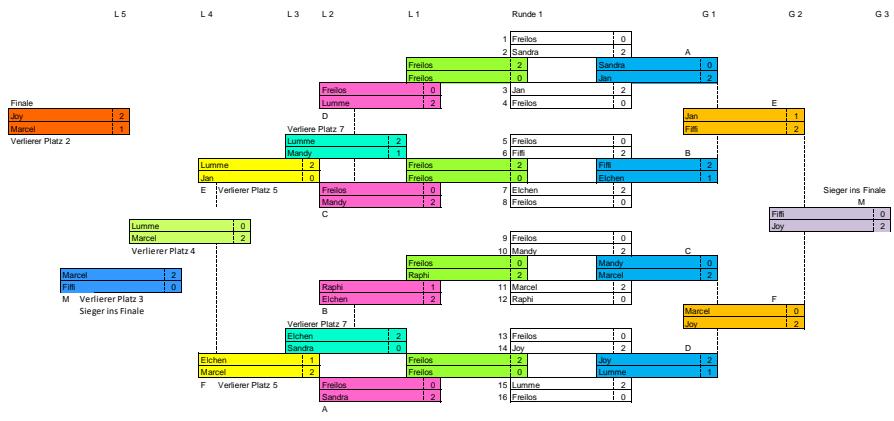 L 5 L 4 L 3 L 2 L 1 Runde 1 G 1 G 2 G 3
1 Freilos 0
2 Sandra 2 A
Freilos 2 Sandra 0
Freilos 0 Jan 2
Freilos 0 3 Jan 2
Finale Lumme 2 4 Freilos 0 E
Joy 2 D Jan 1
Marcel 1 Verliere Platz 7 Fiffi 2
Verlierer Platz 2 Lumme 2 5 Freilos 0
Mandy 1 6 Fiffi 2 B
Lumme 2 Freilos 2 Fiffi 2
Jan 0 Freilos 0 Elchen 1
E Verlierer Platz 5 Freilos 0 7 Elchen 2 Sieger ins Finale
Mandy 2 8 Freilos 0 M
C Fiffi 0
Lumme 0 Joy 2
Marcel 2 9 Freilos 0
Verlierer Platz 4 10 Mandy 2 C
Freilos 0 Mandy 0
Marcel 2 Raphi 2 Marcel 2
Fiffi 0 Raphi 1 11 Marcel 2
M Verlierer Platz 3 Elchen 2 12 Raphi 0 F
Sieger ins Finale B Marcel 0
Verlierer Platz 7 Joy 2
Elchen 2 13 Freilos 0
Sandra 0 14 Joy 2 D
Elchen 1 Freilos 2 Joy 2
Marcel 2 Freilos 0 Lumme 1
F Verlierer Platz 5 Freilos 0 15 Lumme 2
Sandra 2 16 Freilos 0
A